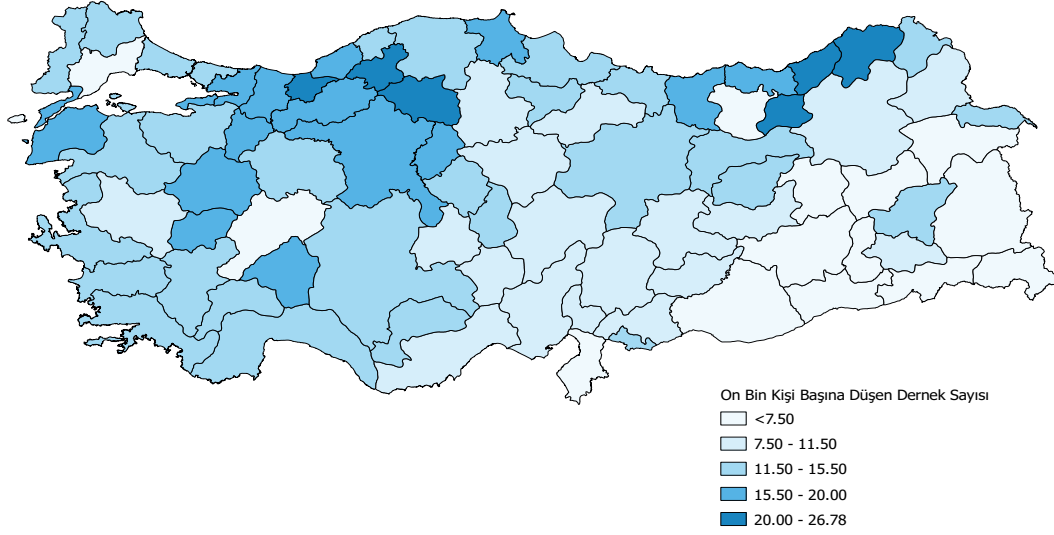 On Bin Kişi Başına Düşen Dernek Sayısı
<7.50
7.50 - 11.50
11.50 - 15.50
15.50 - 20.00
20.00 - 26.78